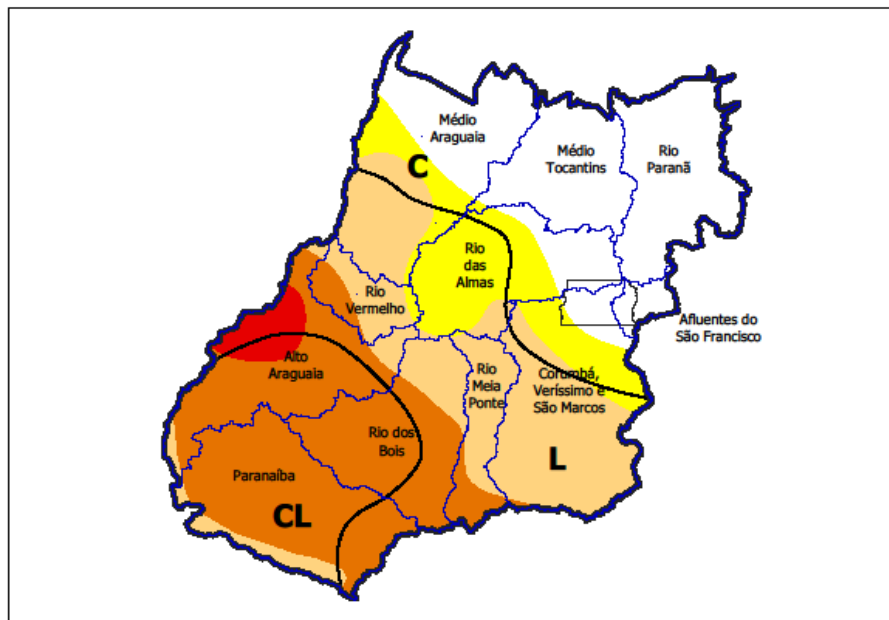 Médio
Araguaia
Médio
Tocantins
Rio
Paranã
C
Rio
das
Almas
Rio
Vermelho
Afluentes do
São Francisco
Alto
Araguaia
Rio
Meia
Ponte
Corumbá,
Veríssimo e
São Marcos
Rio dos
Bois
L
Paranaíba
CL